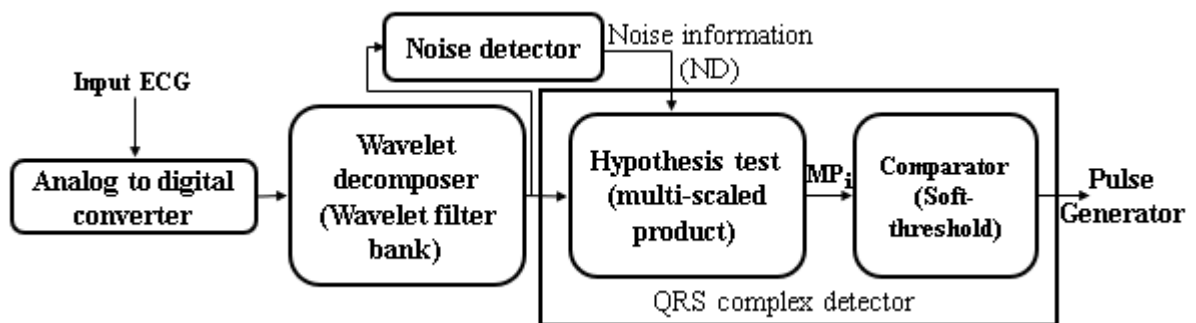 Noise detector
Noise information
(ND)
Input ECG
Analog to digital
converter
Wavelet
decomposer
(Wavelet filter
bank)
Hypothesis test
(multi-scaled
product)
MPi
Comparator
(Soft-
threshold)
Pulse
Generator
QRS complex detector